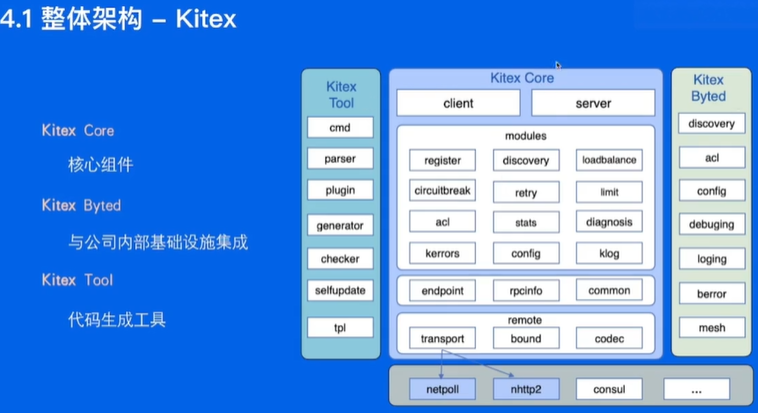 4.1 整体架构 – Kitex
Kitex Core
核心组件
Kitex Byted
与公司内部基础设施集成
Kitex Tool
代码生成工具
Kitex
Tool
cmd
parser
plugin
generator
checker
selfupdate
tpl
Kitex Core
client
server
modules
register
discovery
loadbalance
circuitbreak
retry
limit
acl
stats
diagnosis
kerrors
config
klog
endpoint
rpcinfo
common
remote
transport
bound
codec
Kitex
Byted
discovery
acl
config
debuging
loging
berror
mesh
netpoll
nhttp2
consul
...